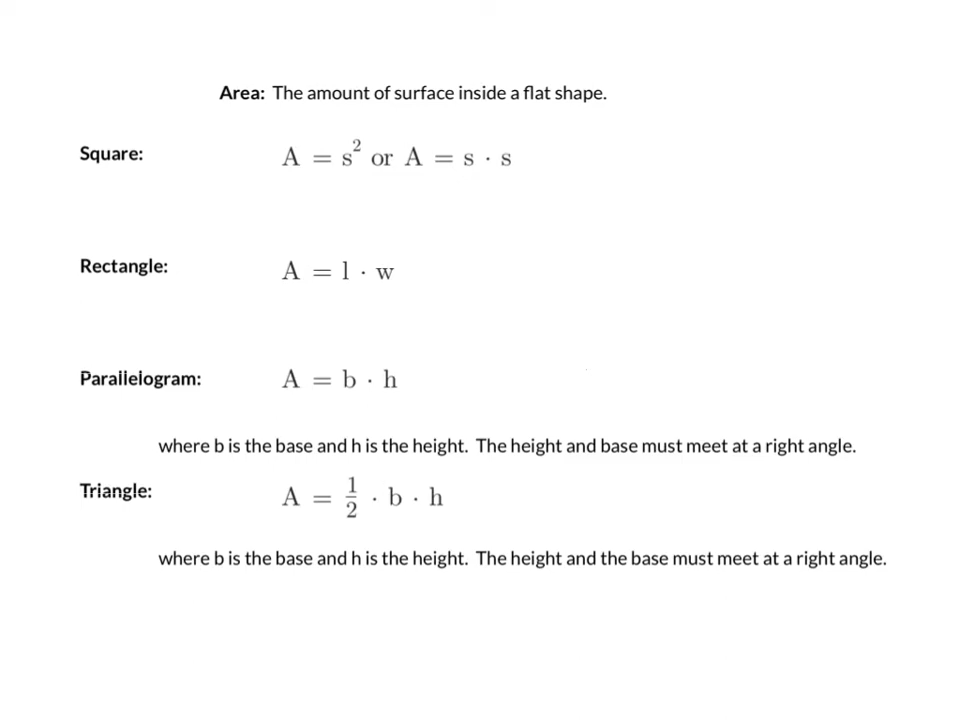 Area: The amount of surface inside a flat shape.
Square: A = s² or A = s · s
Rectangle: A = l · w
Parallelogram: A = b · h
where b is the base and h is the height. The height and base must meet at a right angle.
Triangle: A = 1/2 · b · h
where b is the base and h is the height. The height and the base must meet at a right angle.